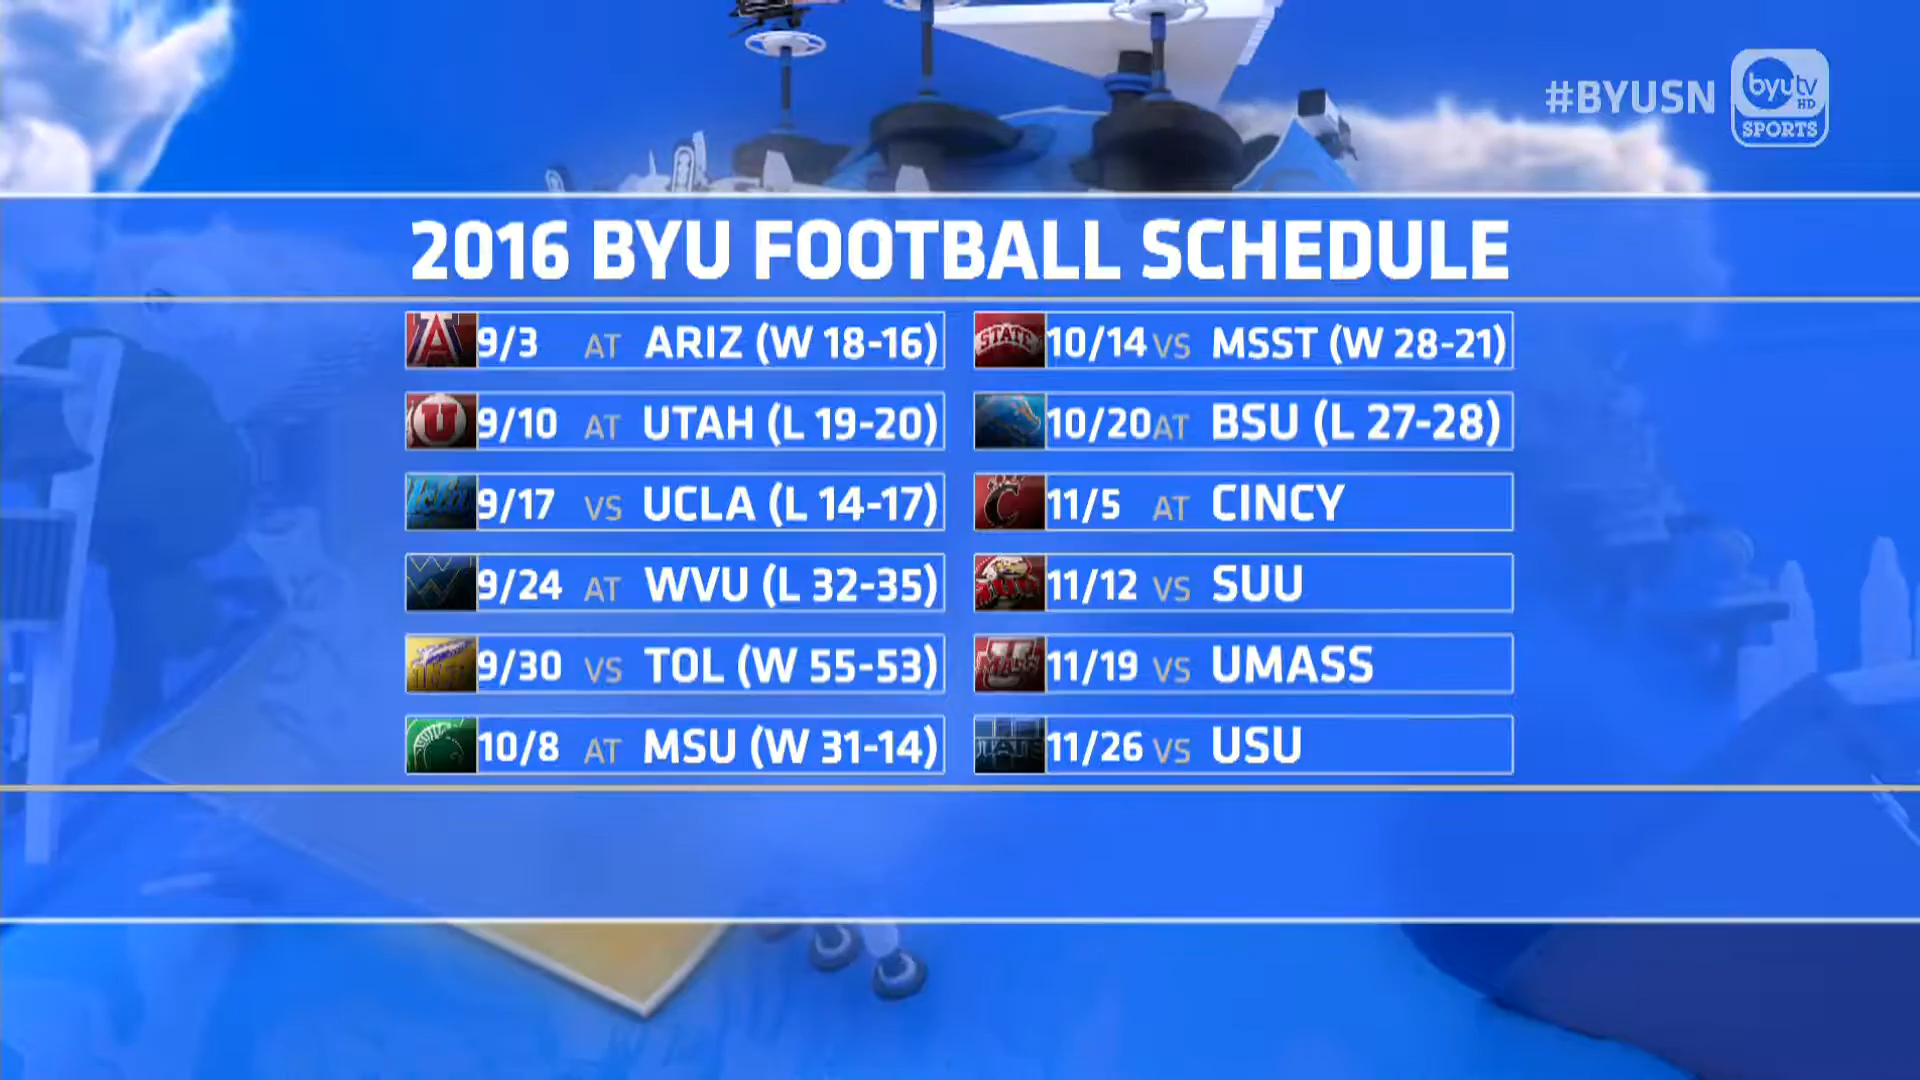 #BYUSN
byutv
HD
SPORTS
2016 BYU FOOTBALL SCHEDULE
9/3 AT ARIZ (W 18-16)
9/10 AT UTAH (L 19-20)
9/17 VS UCLA (L 14-17)
9/24 AT WVU (L 32-35)
9/30 VS TOL (W 55-53)
10/8 AT MSU (W 31-14)
STATE
10/14 VS MSST (W 28-21)
10/20 AT BSU (L 27-28)
11/5 AT CINCY
11/12 VS SUU
11/19 VS UMASS
11/26 VS USU